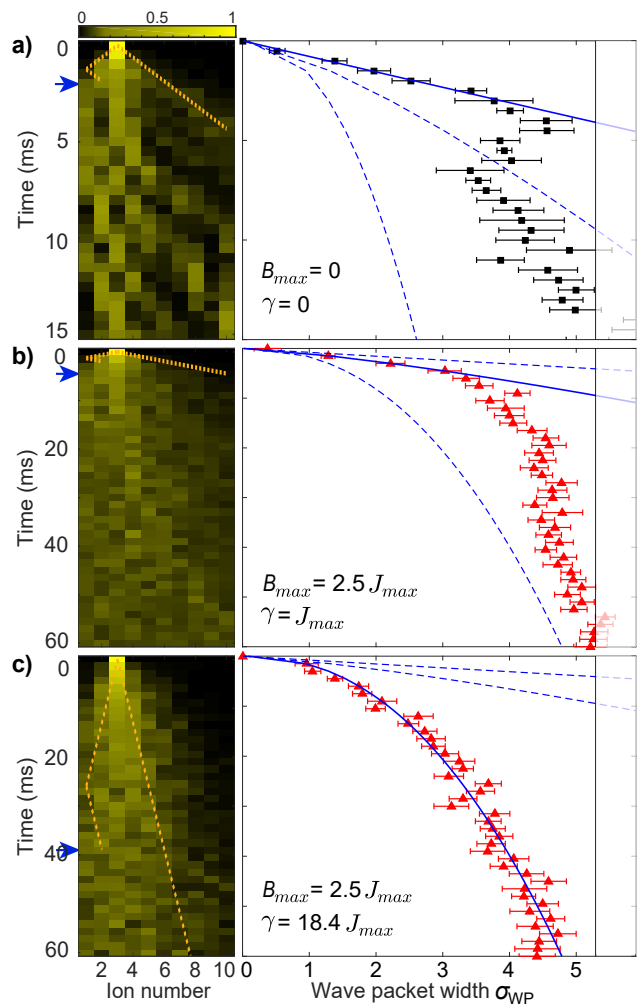 0 0.5 1
a)
0
5
10
15
Time (ms)
B_max = 0
γ = 0
b)
0
20
40
60
Time (ms)
B_max = 2.5 J_max
γ = J_max
c)
0
20
40
60
Time (ms)
B_max = 2.5 J_max
γ = 18.4 J_max
2 4 6 8 10
0 1 2 3 4 5
Ion number
Wave packet width σ_WP